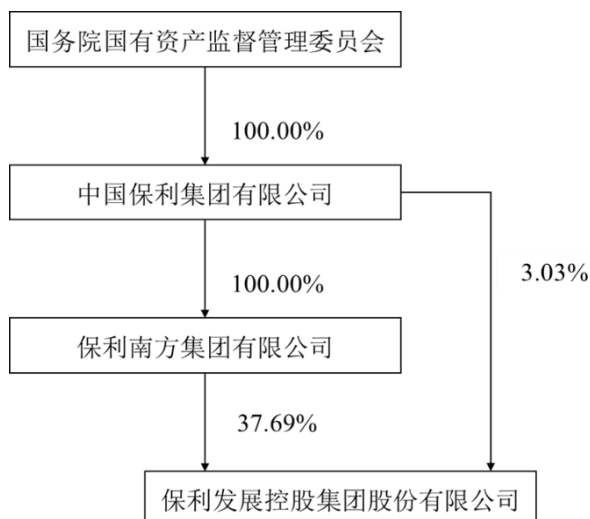 国务院国有资产监督管理委员会
100.00%
中国保利集团有限公司
3.03%
100.00%
保利南方集团有限公司
37.69%
保利发展控股集团股份有限公司